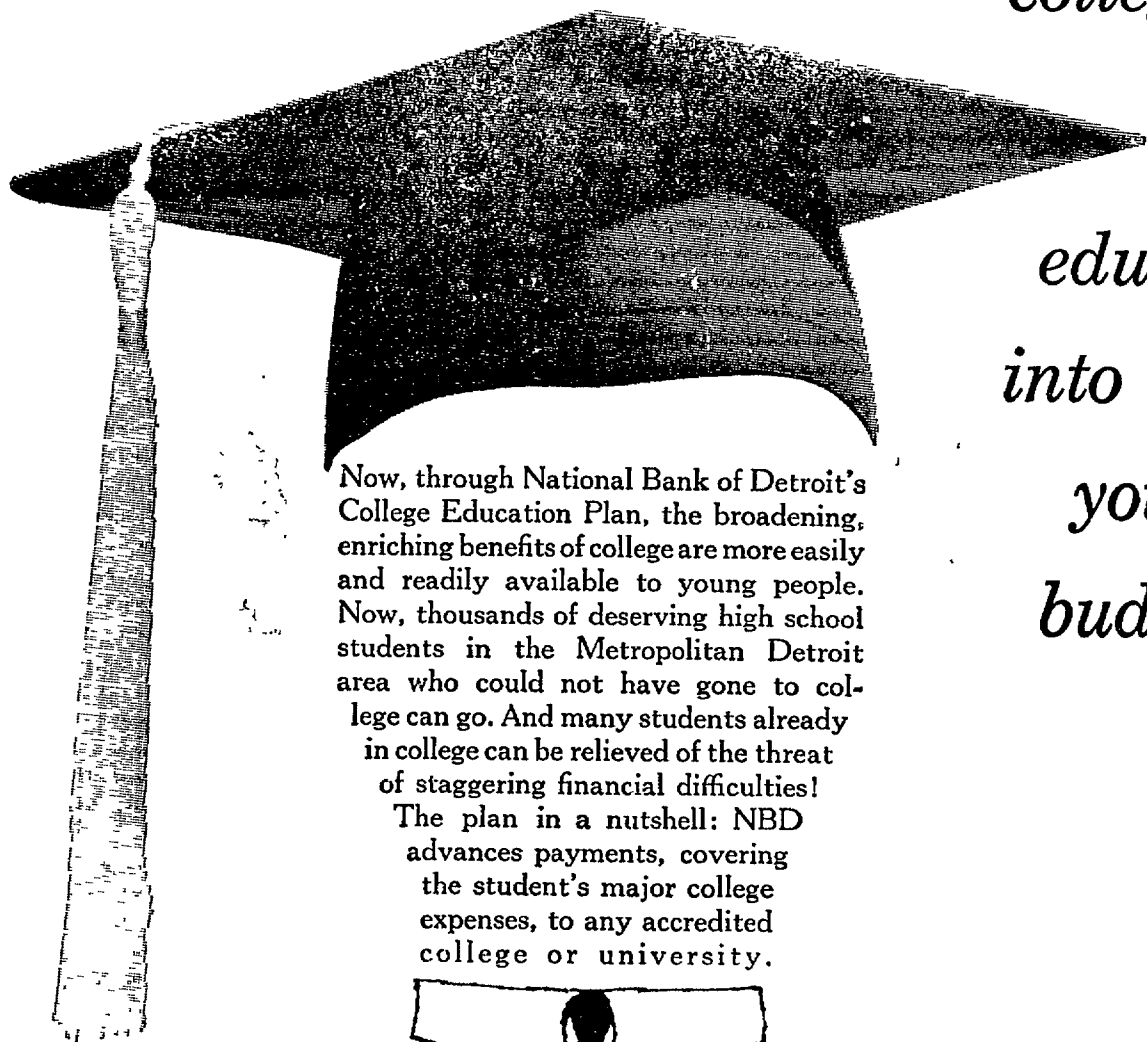 into
Now, through National Bank of Detroit's
College Education Plan, the broadening,
enriching benefits of college are more easily
and readily available to young people.
Now, thousands of deserving high school
students in the Metropolitan Detroit
area who could not have gone to col-
lege can go. And many students already
in college can be relieved of the threat
of staggering financial difficulties!
The plan in a nutshell: NBD
advances payments, covering
the student's major college
expenses, to any accredited
college or university.